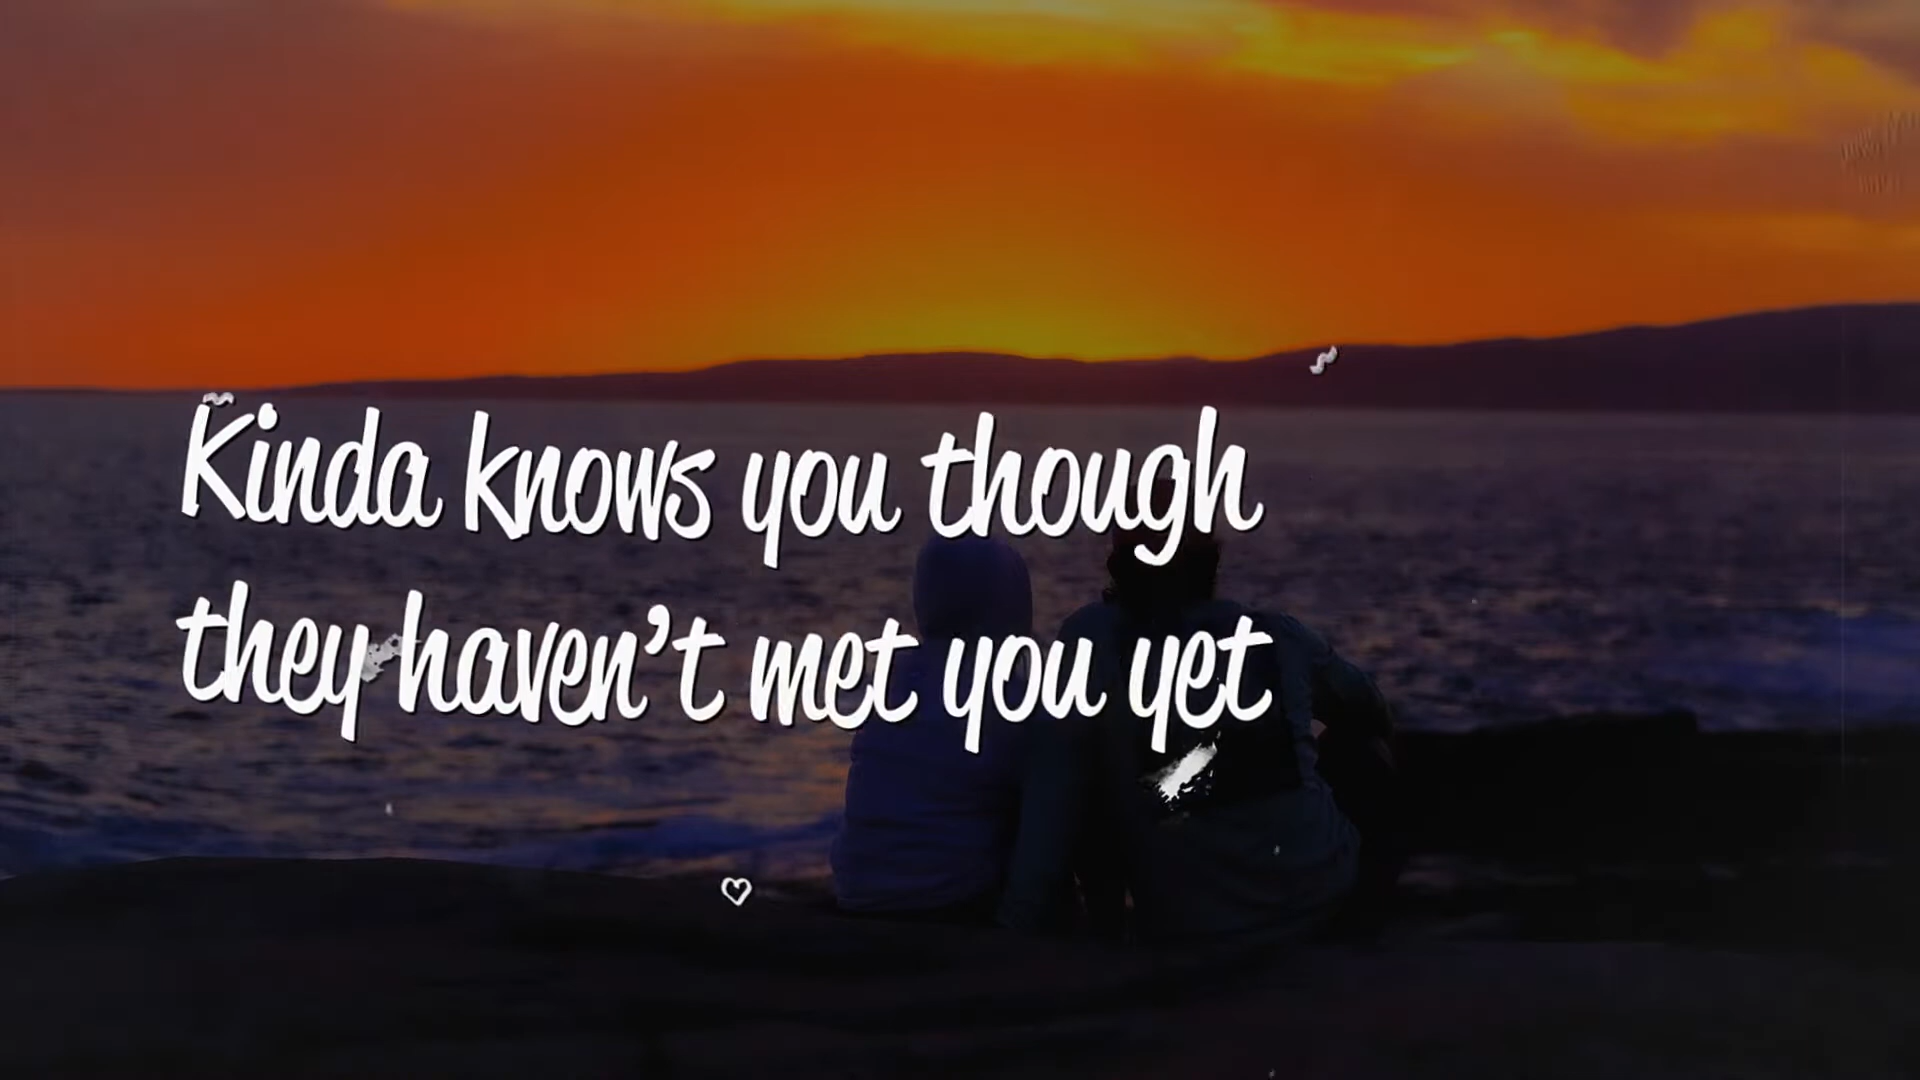 Kinda knows you though
they haven't met you yet